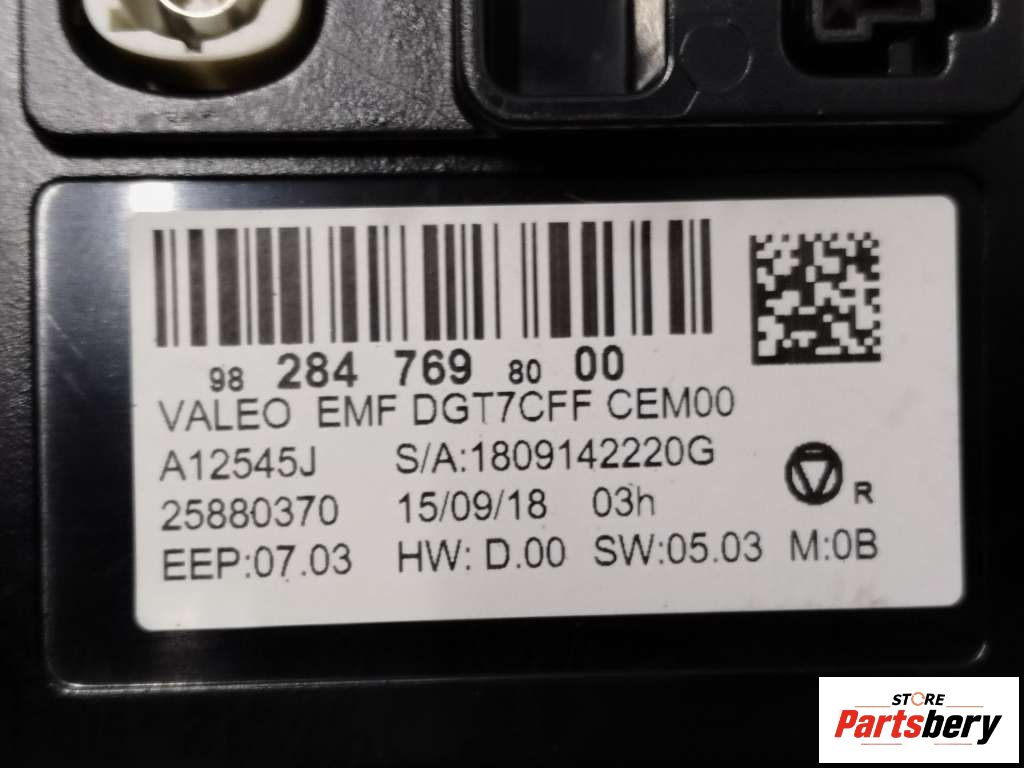 98 284 769 80 00
VALEO EMF DGT7CFF CEM00
A12545J S/A:1809142220G
25880370 15/09/18 03h R
EEP:07.03 HW: D.00 SW:05.03 M:0B
STORE
Partsbery